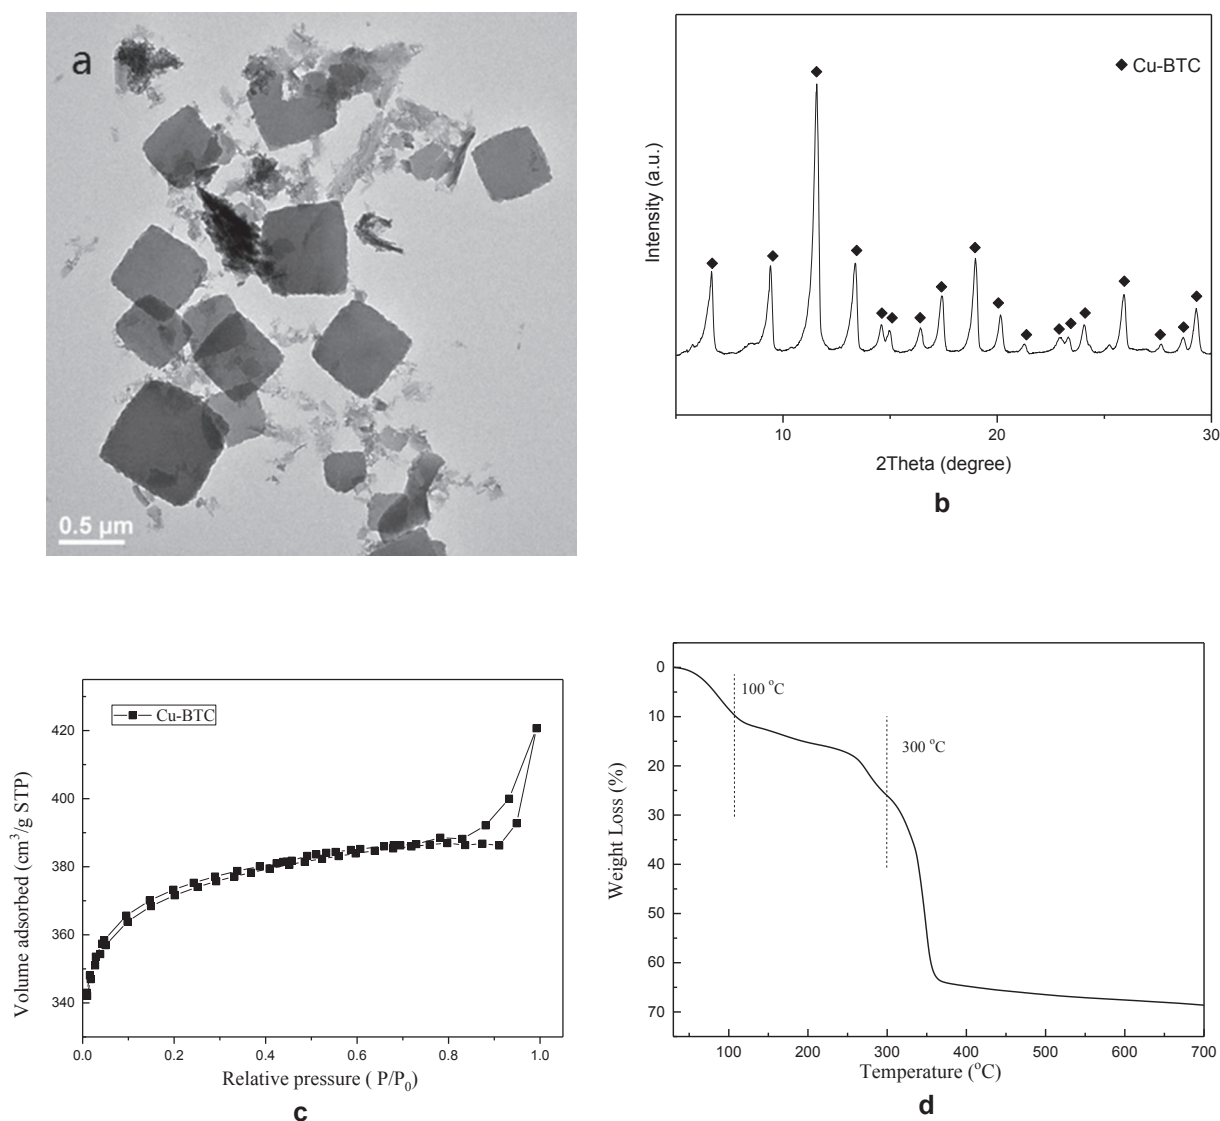 a
0.5 µm
◆ Cu-BTC
Intensity (a.u.)
10
20
30
2Theta (degree)
b
Cu-BTC
420
400
380
360
340
Volume adsorbed (cm³/g STP)
0.0
0.2
0.4
0.6
0.8
1.0
Relative pressure ( P/P₀)
c
0
10
20
30
40
50
60
70
Weight Loss (%)
100 °C
300 °C
100
200
300
400
500
600
700
Temperature (°C)
d